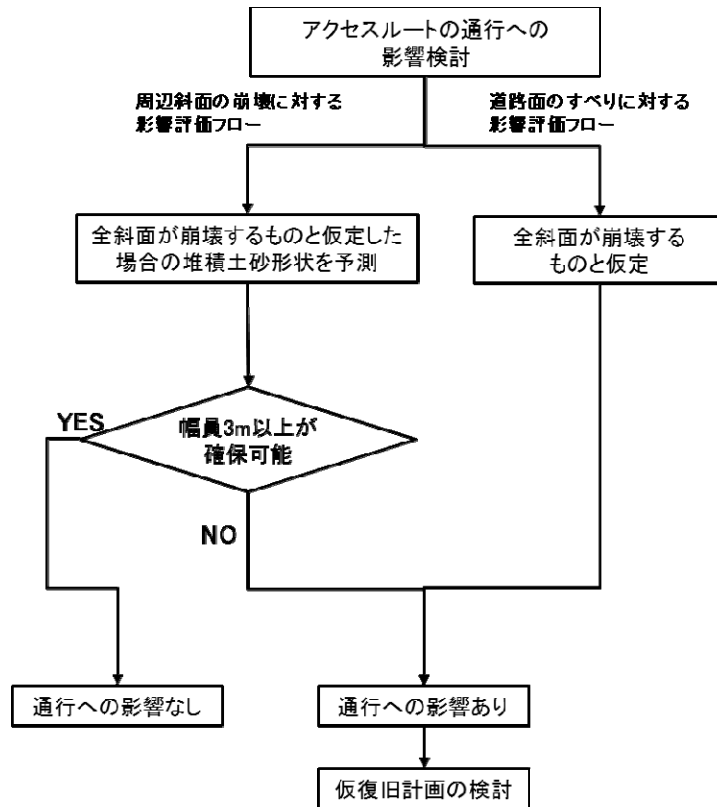 アクセスルートの通行への
影響検討
周辺斜面の崩壊に対する
影響評価フロー
道路面のすべりに対する
影響評価フロー
全斜面が崩壊するものと仮定した
場合の堆積土砂形状を予測
全斜面が崩壊する
ものと仮定
YES
幅員3m以上が
確保可能
NO
通行への影響なし
通行への影響あり
仮復旧計画の検討